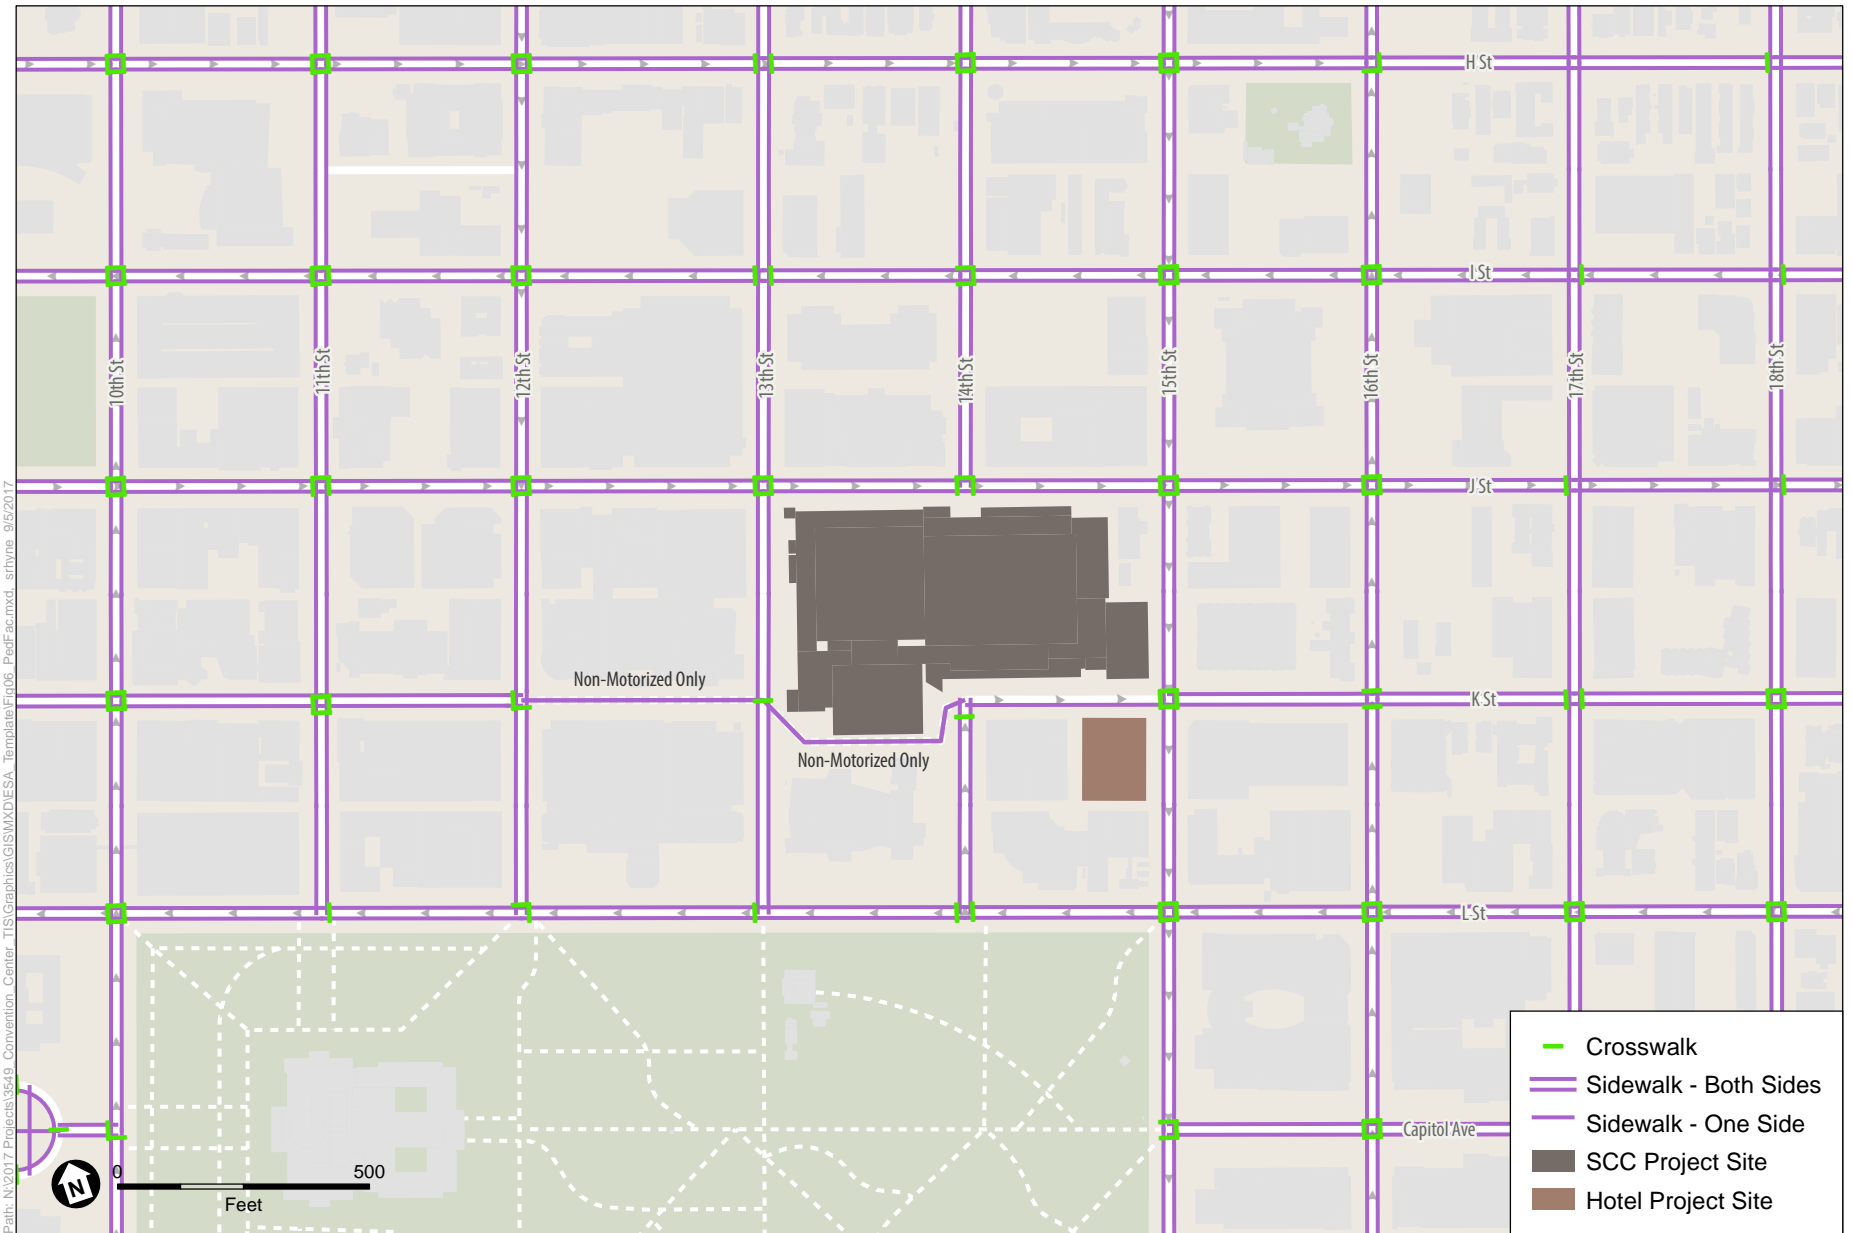 H St
I St
10th St
11th St
12th St
13th St
14th St
15th St
16th St
17th St
18th St
J St
Non-Motorized Only
K St
Non-Motorized Only
L St
Capitol Ave
Crosswalk
Sidewalk - Both Sides
Sidewalk - One Side
SCC Project Site
Hotel Project Site
N
0 500
Feet
Path: N:\2017 Projects\3549_Convention_Center_TIS\Graphics\GIS\MXD\ESA_Template\Fig06_PedFac.mxd, srhyne 9/5/2017